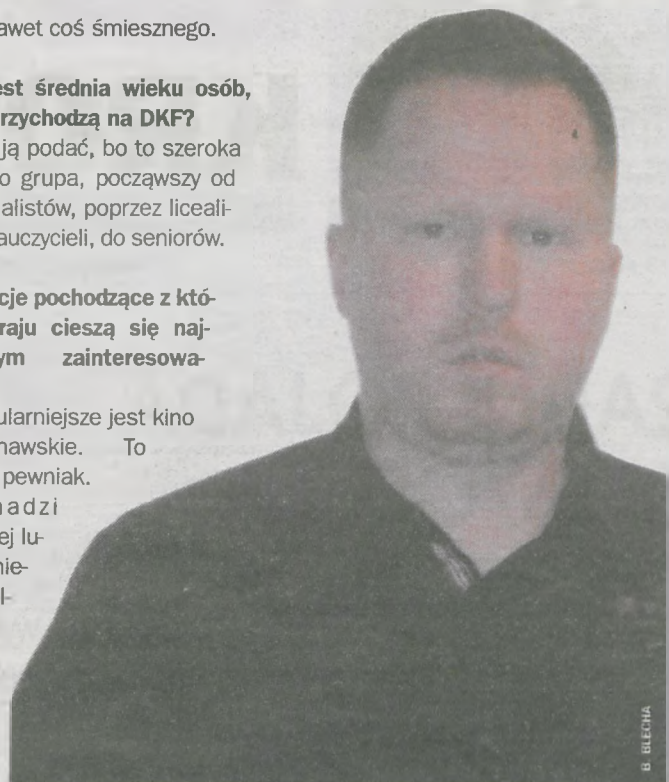 awet coś śmiesznego.
est średnia wieku osób,
rzychodzą na DKF?
ją podać, bo to szeroka
o grupa, począwszy od
alistów, poprzez liceali-
auczycieli, do seniorów.
cje pochodzące z któ-
raju cieszą się naj-
ym zainteresowa-
ularniejsze jest kino
nawskie. To
pewniak.
nadzi
ej lu-
nie-
l-
B. BLECHA